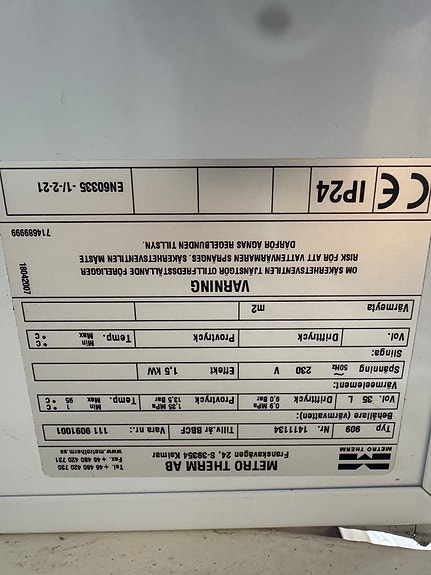 METRO THERM
METRO THERM AB
Franskavägen 24, S-39354 Kalmar
Tel. + 46 480 420 730
Fax. + 46 480 420 731
www.metrotherm.se
Typ 909 Nr. 1411134 Tillv.år BBCF Vara nr.: 111 9091001
Behållare (varmvatten):
Vol. 35 L Drifttryck 0,9 MPa 9,0 Bar Provtryck 1,35 MPa 13,5 Bar Temp. Min 1 °C Max 95 °C
Värmeelement:
Spänning 50Hz ~ 230 V Effekt 1,5 kW
Slinga:
Vol. Drifttryck Provtryck Temp. Min °C Max °C
Värmeyta m2
VARNING
OM SÄKERHETSVENTILEN TJÄNSTGÖR OTILLFREDSSTÄLLANDE FÖRELIGGER
RISK FÖR ATT VATTENVÄRMAREN SPRÄNGES, SÄKERHETSVENTILEN MÅSTE
DÄRFÖR ÄGNAS REGELBUNDEN TILLSYN.
18042007
714689999
CE IP24 EN60335 -1/-2-21